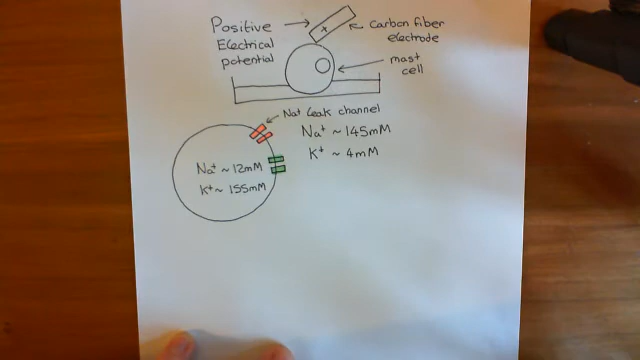 Positive
Electrical
potential
+
Carbon fiber
electrode
mast
cell
Na+ leak channel
Na+ ~ 145mM
K+ ~ 4mM
Na+ ~ 12mM
K+ ~ 155mM